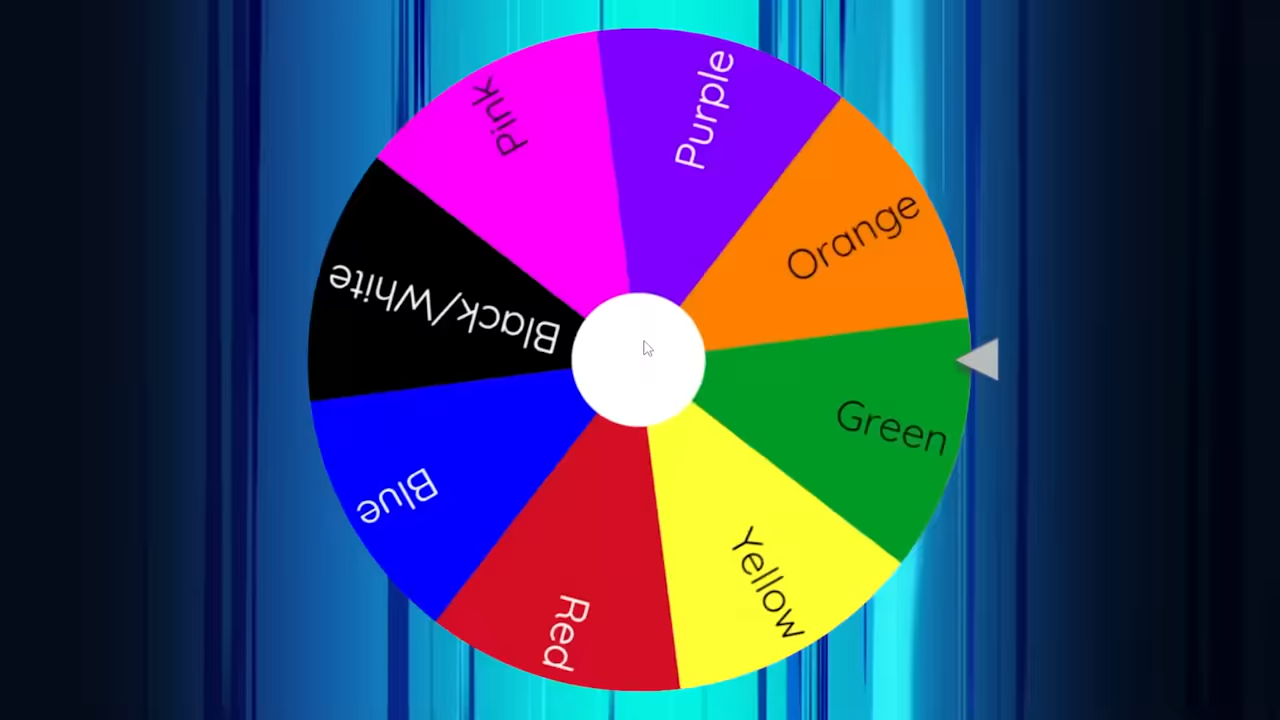 Purple
Orange
Green
Yellow
Red
Blue
Black/White
Pink